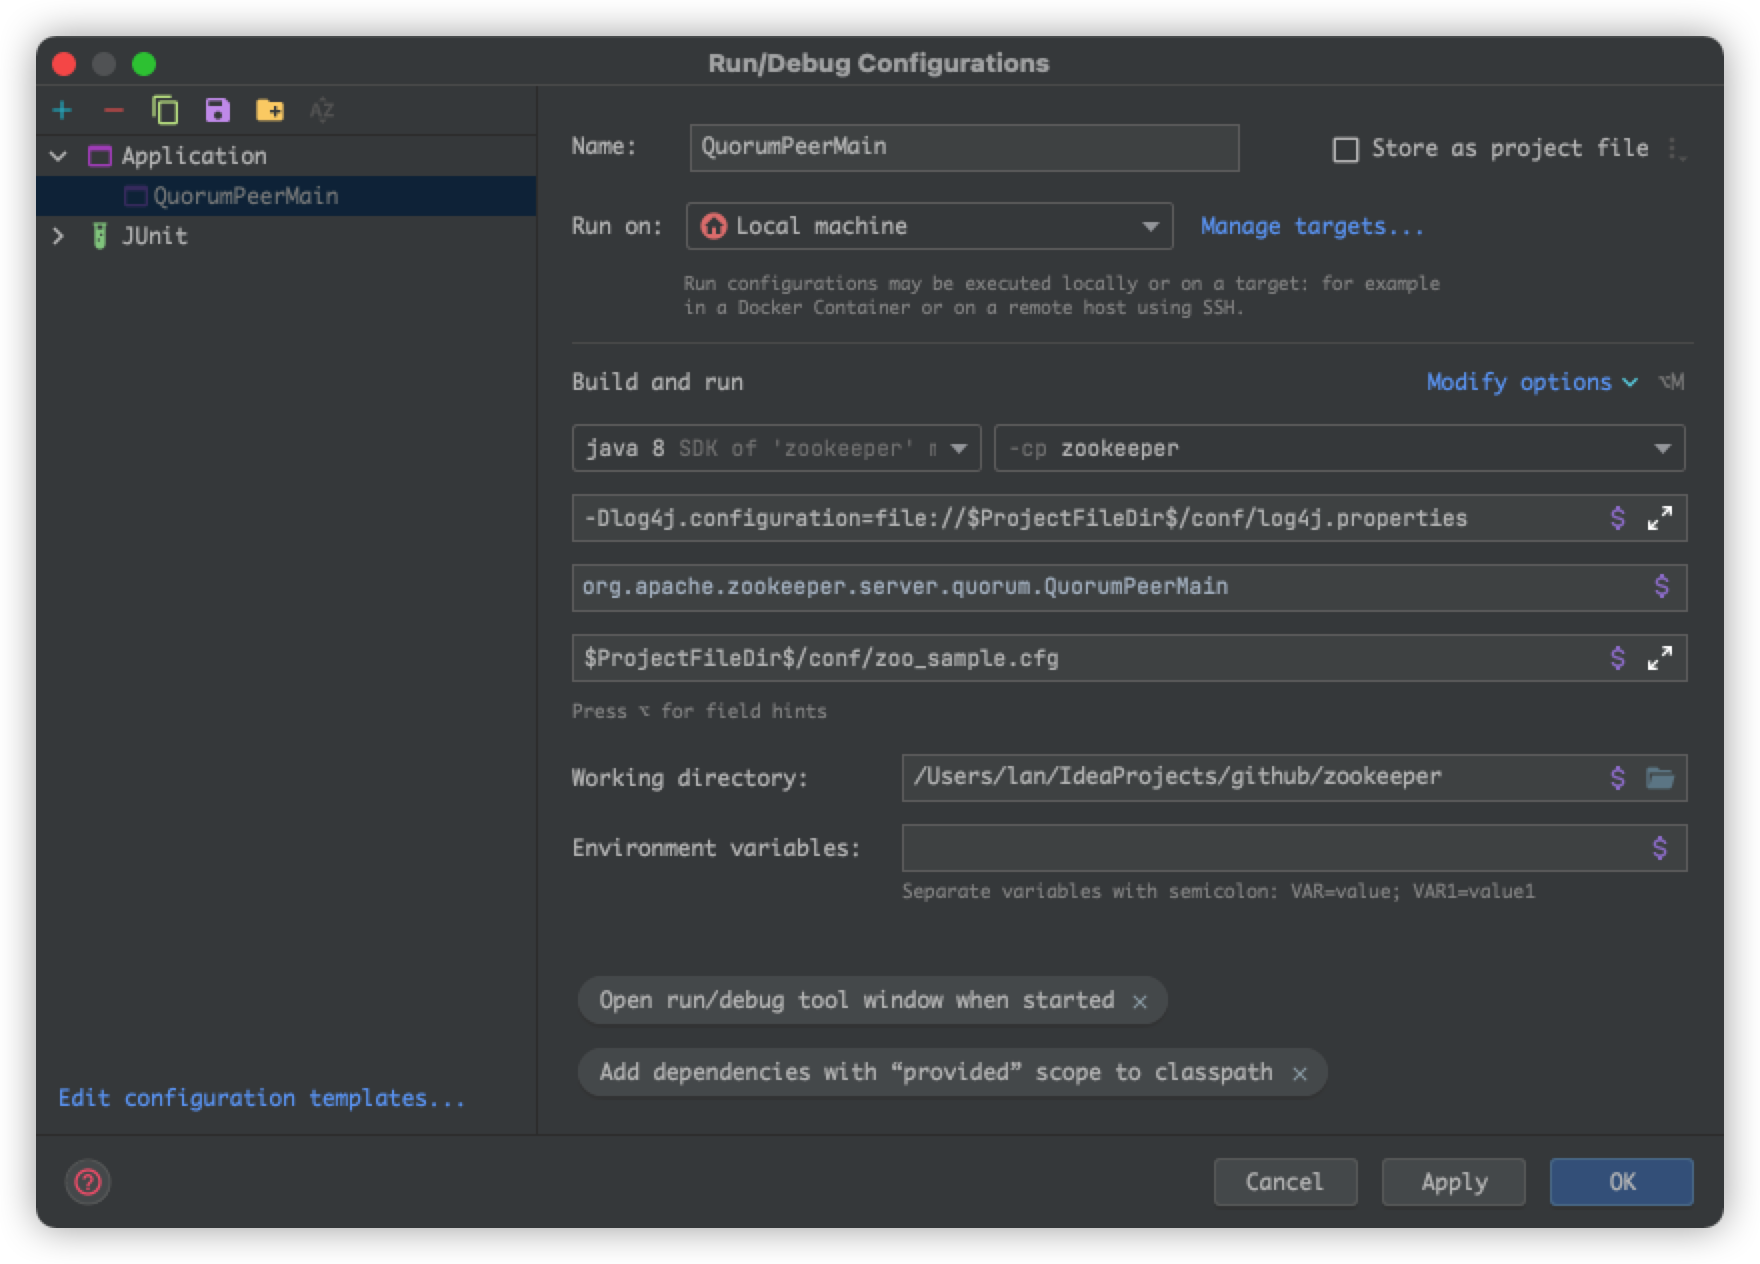 Run/Debug Configurations
Application
QuorumPeerMain
JUnit
Edit configuration templates...
Name: QuorumPeerMain
Store as project file
Run on: Local machine Manage targets...
Run configurations may be executed locally or on a target: for example
in a Docker Container or on a remote host using SSH.
Build and run
Modify options ⌥M
java 8 SDK of 'zookeeper' -cp zookeeper
-Dlog4j.configuration=file://$ProjectFileDir$/conf/log4j.properties
org.apache.zookeeper.server.quorum.QuorumPeerMain
$ProjectFileDir$/conf/zoo_sample.cfg
Press ⌥ for field hints
Working directory: /Users/lan/IdeaProjects/github/zookeeper
Environment variables:
Separate variables with semicolon: VAR=value; VAR1=value1
Open run/debug tool window when started ×
Add dependencies with “provided” scope to classpath ×
Cancel Apply OK